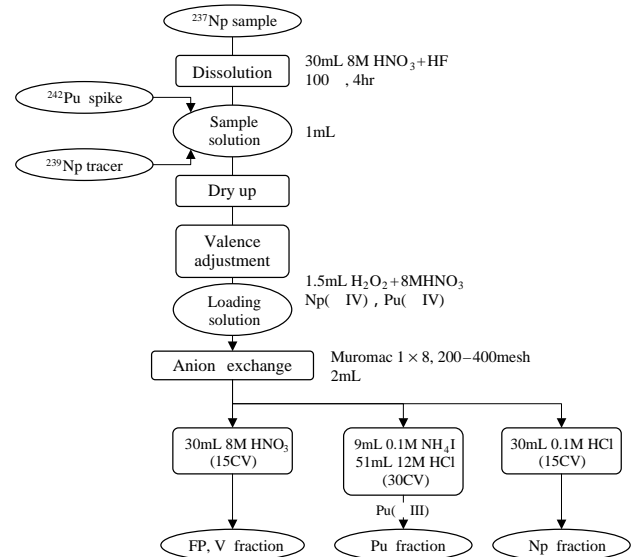 ²³⁷Np sample
Dissolution
30mL 8M HNO₃+HF
100 , 4hr
²⁴²Pu spike
Sample
solution
1mL
²³⁹Np tracer
Dry up
Valence
adjustment
1.5mL H₂O₂+8MHNO₃
Np( IV) , Pu( IV)
Loading
solution
Anion exchange
Muromac 1 × 8, 200–400mesh
2mL
30mL 8M HNO₃
(15CV)
9mL 0.1M NH₄I
51mL 12M HCl
(30CV)
30mL 0.1M HCl
(15CV)
Pu( III)
FP, V fraction
Pu fraction
Np fraction